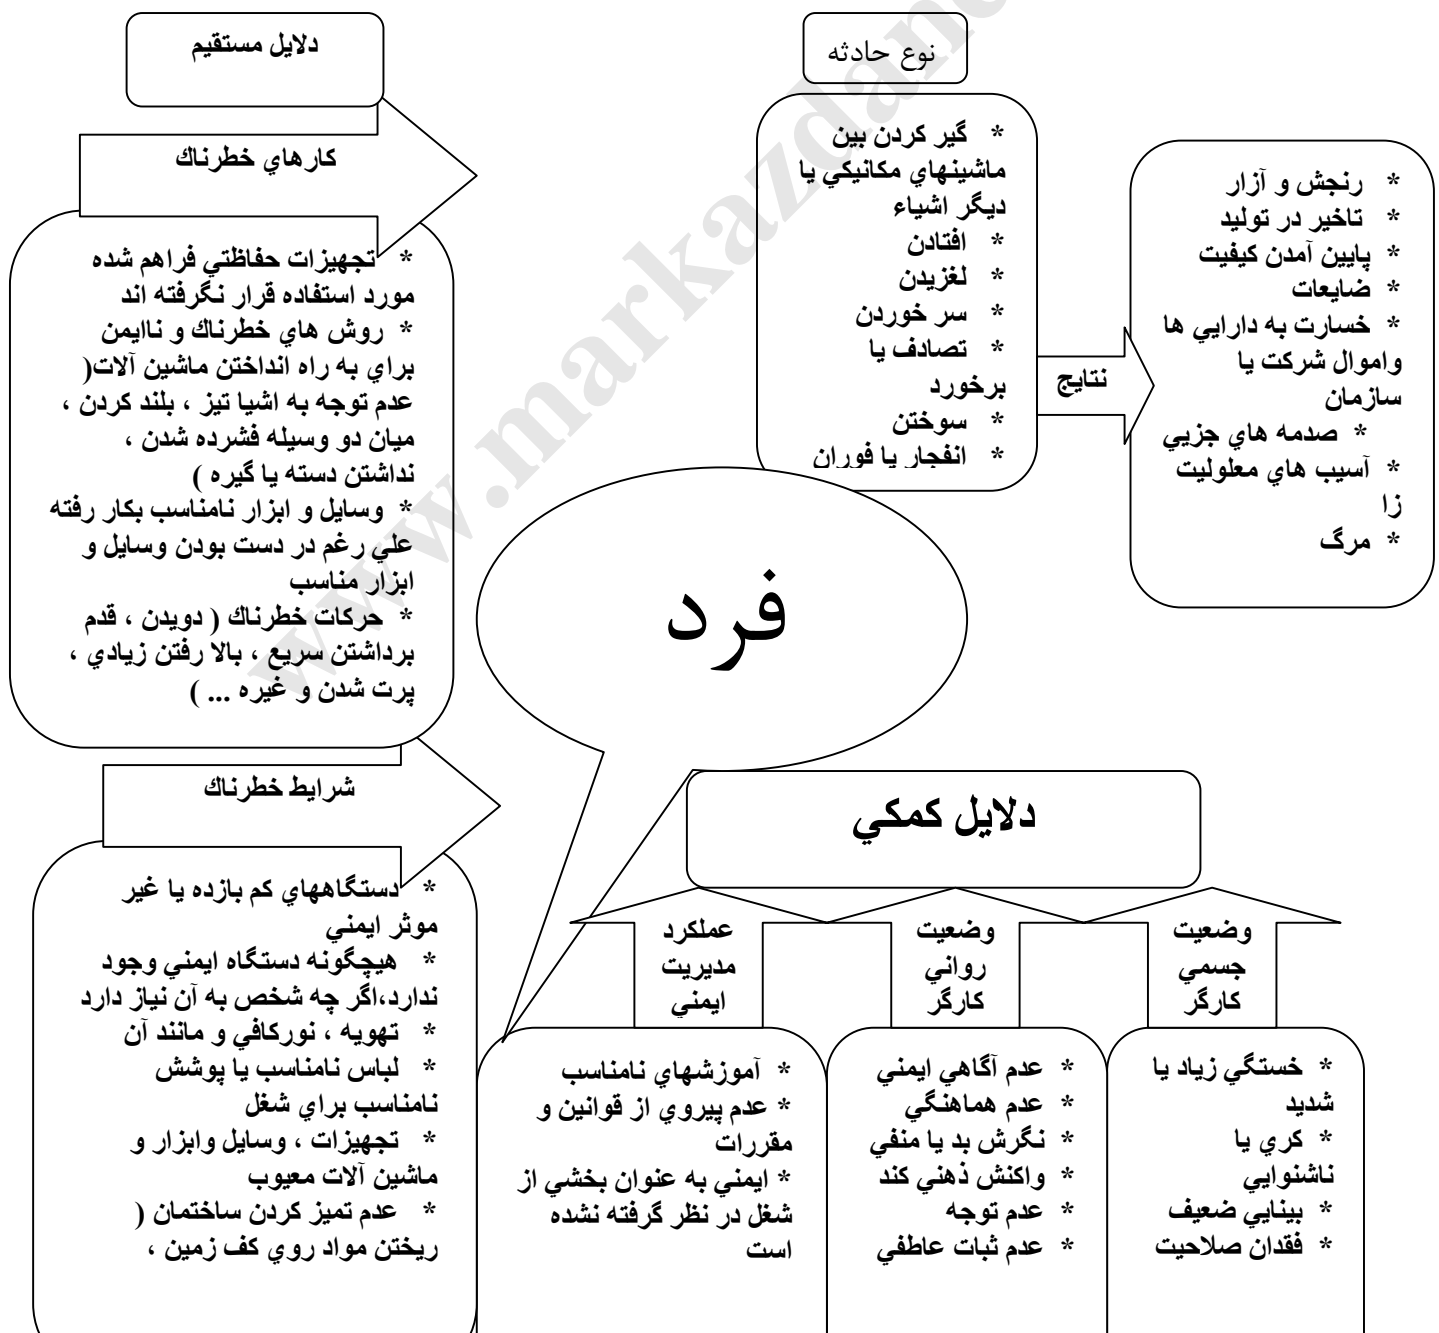 نوع حادثه
* گير كردن بين
ماشينهاي مكانيكي يا
ديگر اشياء
* افتادن
* لغزيدن
* سر خوردن
* تصادف يا
برخورد
* سوختن
* انفجار يا فوران
نتايج
* رنجش و آزار
* تاخير در توليد
* پايين آمدن كيفيت
* ضايعات
* خسارت به دارايي ها
واموال شركت يا
سازمان
* صدمه هاي جزيي
* آسيب هاي معلوليت
زا
* مرگ
دلايل مستقيم
كارهاي خطرناك
* تجهيزات حفاظتي فراهم شده
مورد استفاده قرار نگرفته اند
* روش هاي خطرناك و ناايمن
براي به راه انداختن ماشين آلات(
عدم توجه به اشيا تيز ، بلند كردن ،
ميان دو وسيله فشرده شدن ،
نداشتن دسته يا گيره )
* وسايل و ابزار نامناسب بكار رفته
علي رغم در دست بودن وسايل و
ابزار مناسب
* حركات خطرناك ( دويدن ، قدم
برداشتن سريع ، بالا رفتن زيادي ،
پرت شدن و غيره ... )
فرد
شرايط خطرناك
* دستگاههاي كم بازده يا غير
موثر ايمني
* هيچگونه دستگاه ايمني وجود
ندارد،اگر چه شخص به آن نياز دارد
* تهويه ، نوركافي و مانند آن
* لباس نامناسب يا پوشش
نامناسب براي شغل
* تجهيزات ، وسايل وابزار و
ماشين آلات معيوب
* عدم تميز كردن ساختمان (
ريختن مواد روي كف زمين ،
دلايل كمكي
وضعيت
جسمي
كارگر
* خستگي زياد يا
شديد
* كري يا
ناشنوايي
* بينايي ضعيف
* فقدان صلاحيت
وضعيت
رواني
كارگر
* عدم آگاهي ايمني
* عدم هماهنگي
* نگرش بد يا منفي
* واكنش ذهني كند
* عدم توجه
* عدم ثبات عاطفي
عملكرد
مديريت
ايمني
* آموزشهاي نامناسب
* عدم پيروي از قوانين و
مقررات
* ايمني به عنوان بخشي از
شغل در نظر گرفته نشده
است